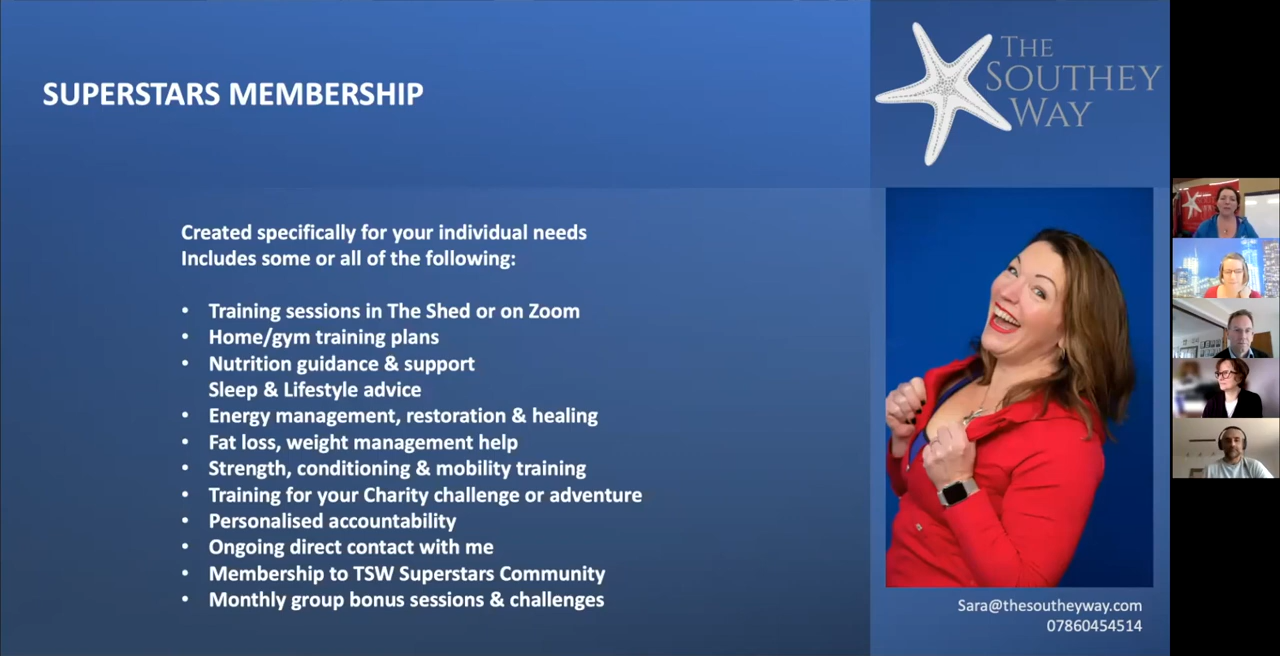 SUPERSTARS MEMBERSHIP
THE
SOUTHEY
WAY
Created specifically for your individual needs
Includes some or all of the following:
• Training sessions in The Shed or on Zoom
• Home/gym training plans
• Nutrition guidance & support
Sleep & Lifestyle advice
• Energy management, restoration & healing
• Fat loss, weight management help
• Strength, conditioning & mobility training
• Training for your Charity challenge or adventure
• Personalised accountability
• Ongoing direct contact with me
• Membership to TSW Superstars Community
• Monthly group bonus sessions & challenges
Sara@thesoutheyway.com
07860454514